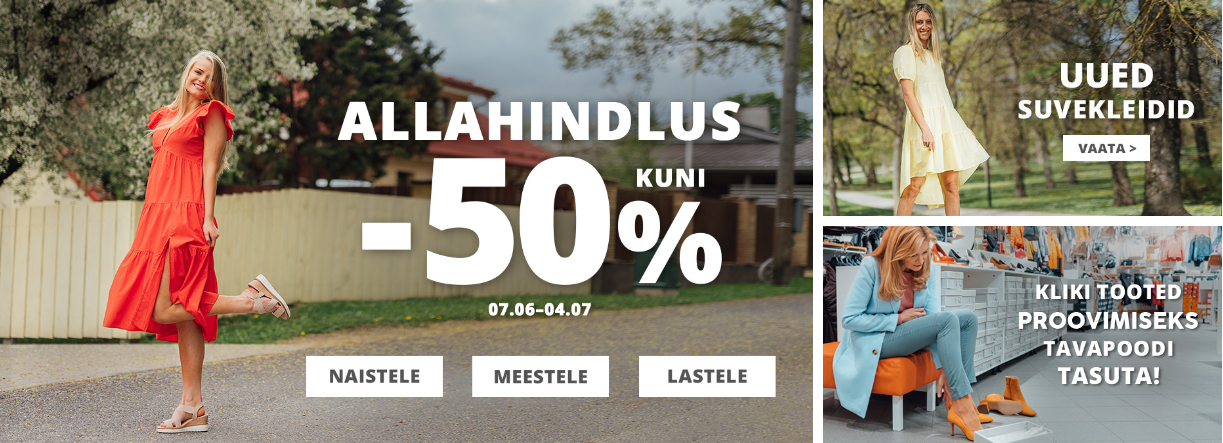 ALLAHINDLUS
KUNI
-50%
07.06–04.07
NAISTELE
MEESTELE
LASTELE
UUED
SUVEKLEIDID
VAATA >
KLIKI TOOTED
PROOVIMISEKS
TAVAPOODI
TASUTA!